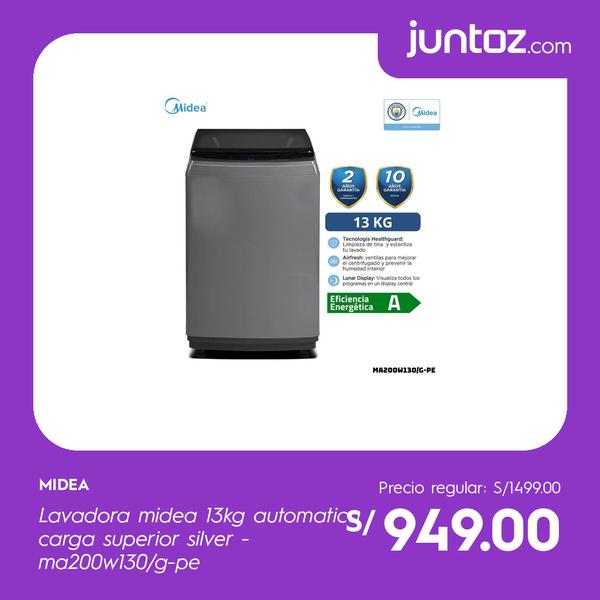 juntoz.com
Midea
Midea
2
AÑOS
GARANTÍA
10
AÑOS
GARANTÍA
13 KG
Tecnología Healthguard:
Limpieza de tina y esteriliza
tu lavado
Airfresh: ventilas para mejorar
el centrifugado y prevenir la
humedad interior
Lunar Display: Visualiza todos los
programas en un display central
Eficiencia
Energética
A
MA200W130/G-PE
MIDEA
Precio regular: S/1499.00
Lavadora midea 13kg automatic
carga superior silver -
ma200w130/g-pe
S/ 949.00